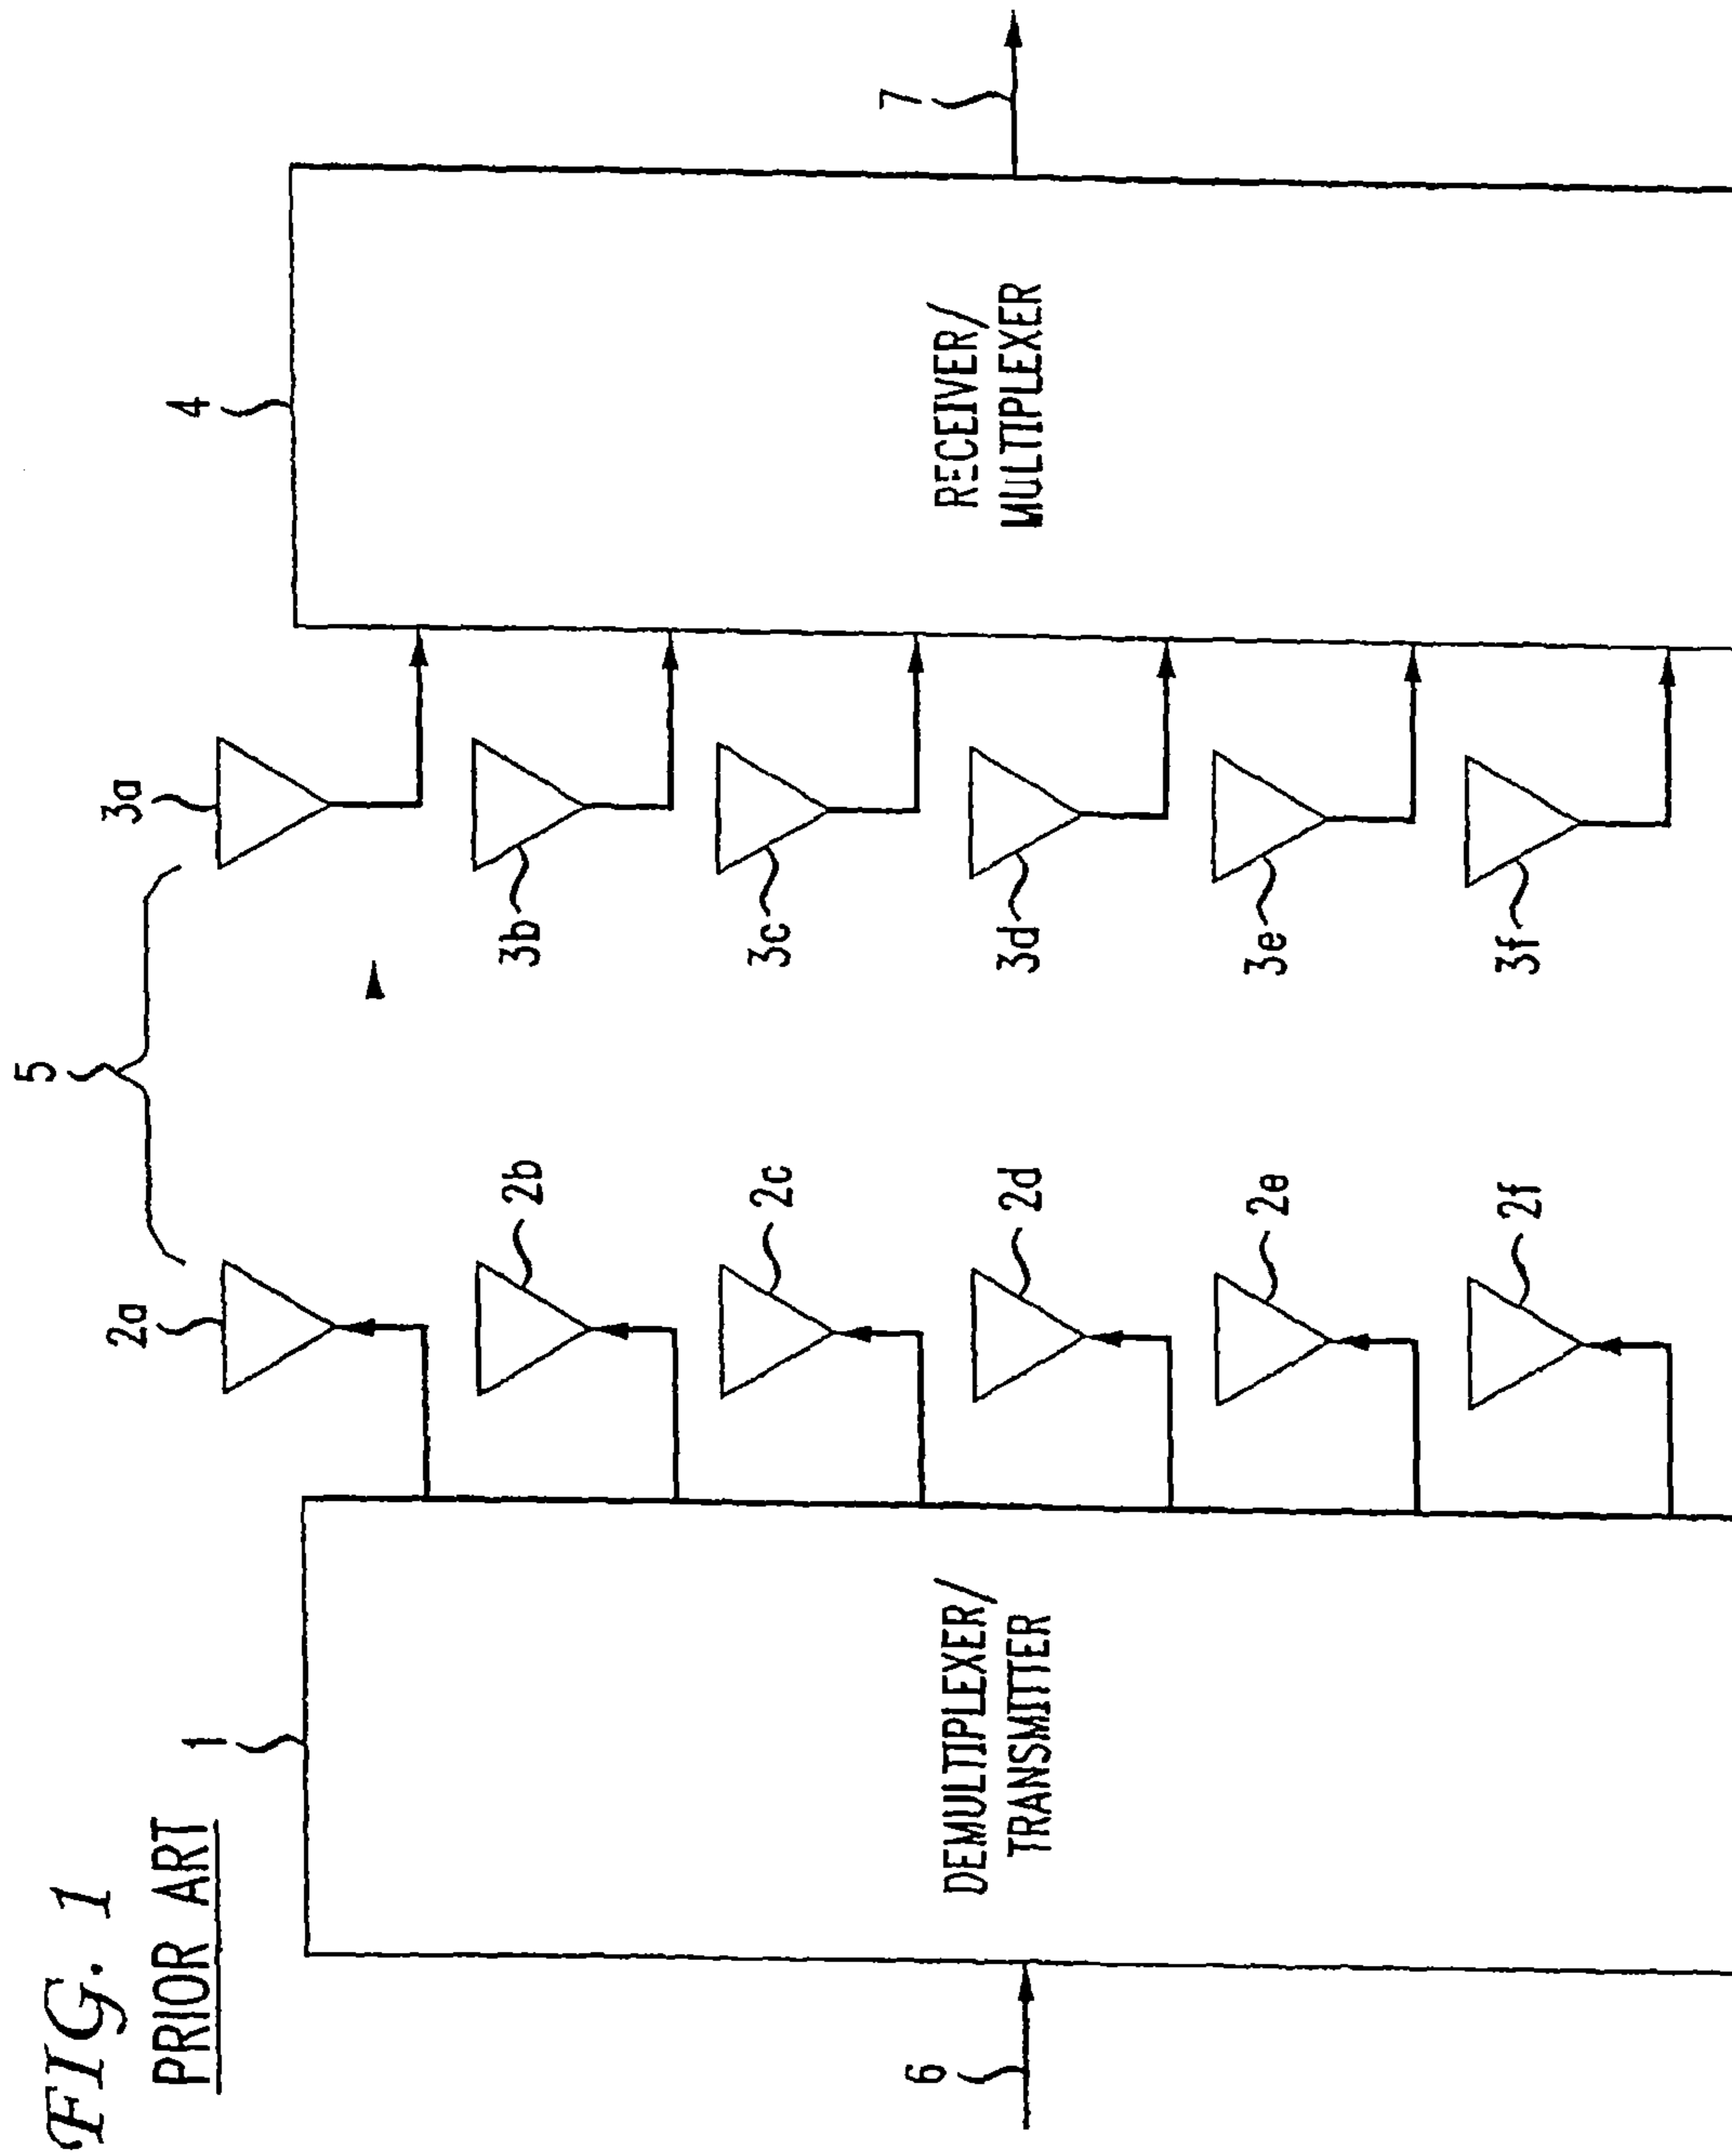 FIG. 1
PRIOR ART
1
2a
5
3a
4
2b
3b
2c
3c
2d
3d
2e
3e
2f
3f
6
DEMULTIPLEXER/
TRANSMITTER
RECEIVER/
MULTIPLEXER
7